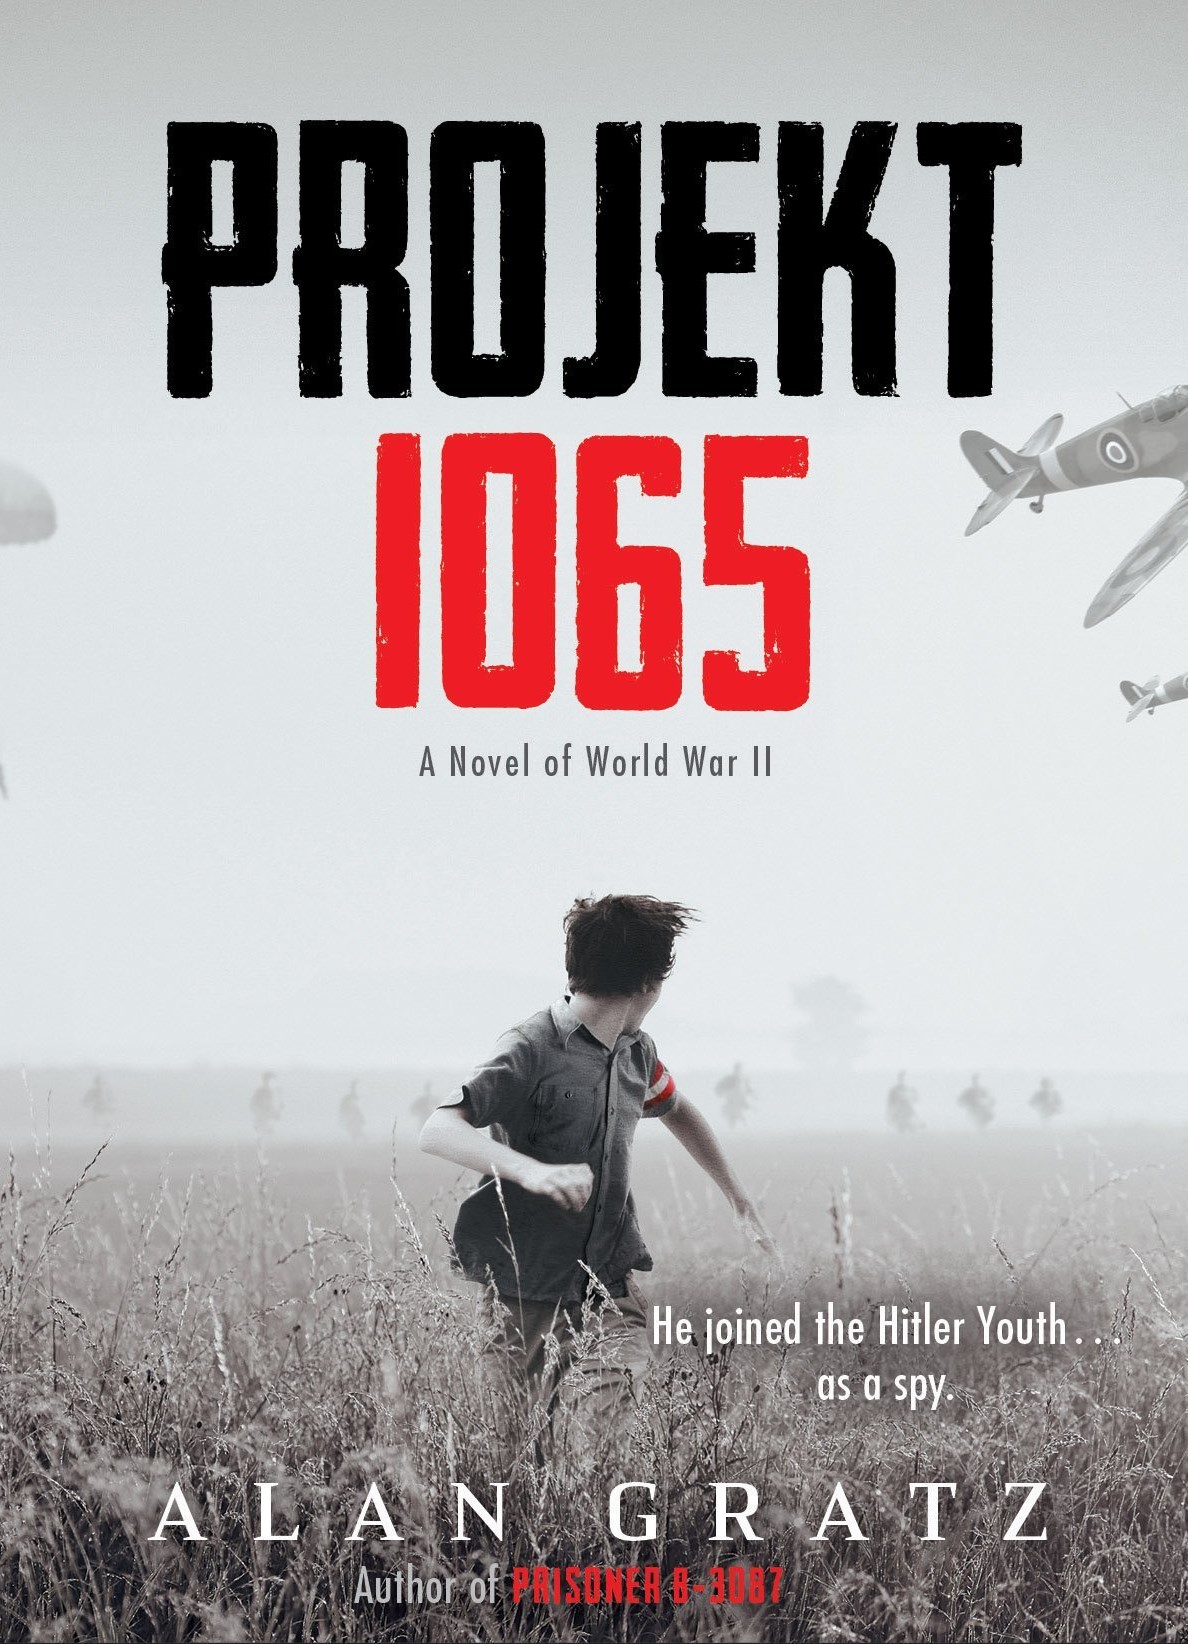 PROJEKT
1065
A Novel of World War II
He joined the Hitler Youth...
as a spy.
ALAN GRATZ
Author of PRISONER B-3087